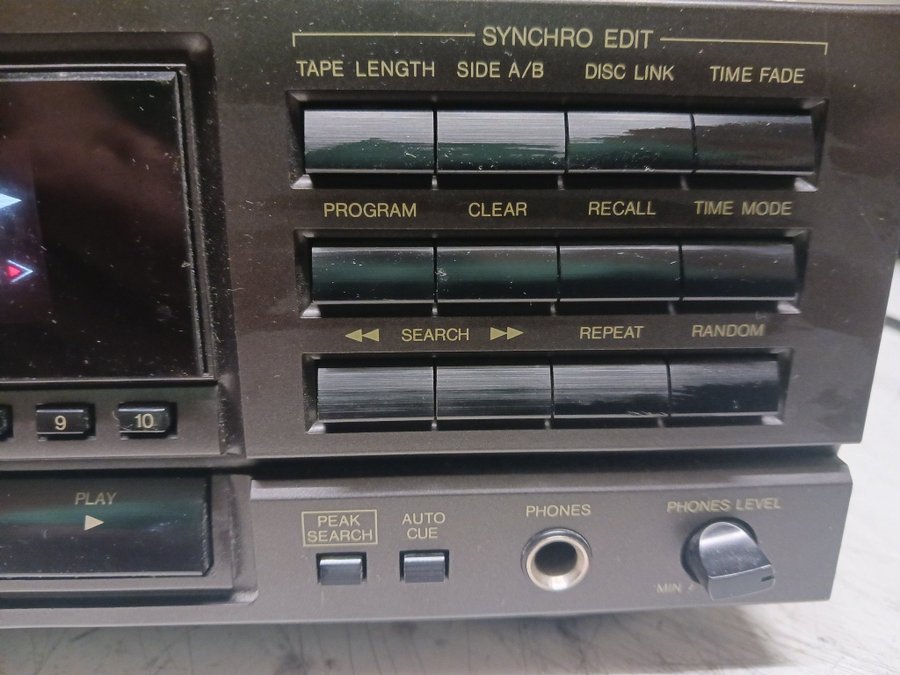 SYNCHRO EDIT
TAPE LENGTH SIDE A/B DISC LINK TIME FADE
PROGRAM CLEAR RECALL TIME MODE
SEARCH REPEAT RANDOM
9 10
PLAY
PEAK SEARCH
AUTO CUE
PHONES
PHONES LEVEL
MIN